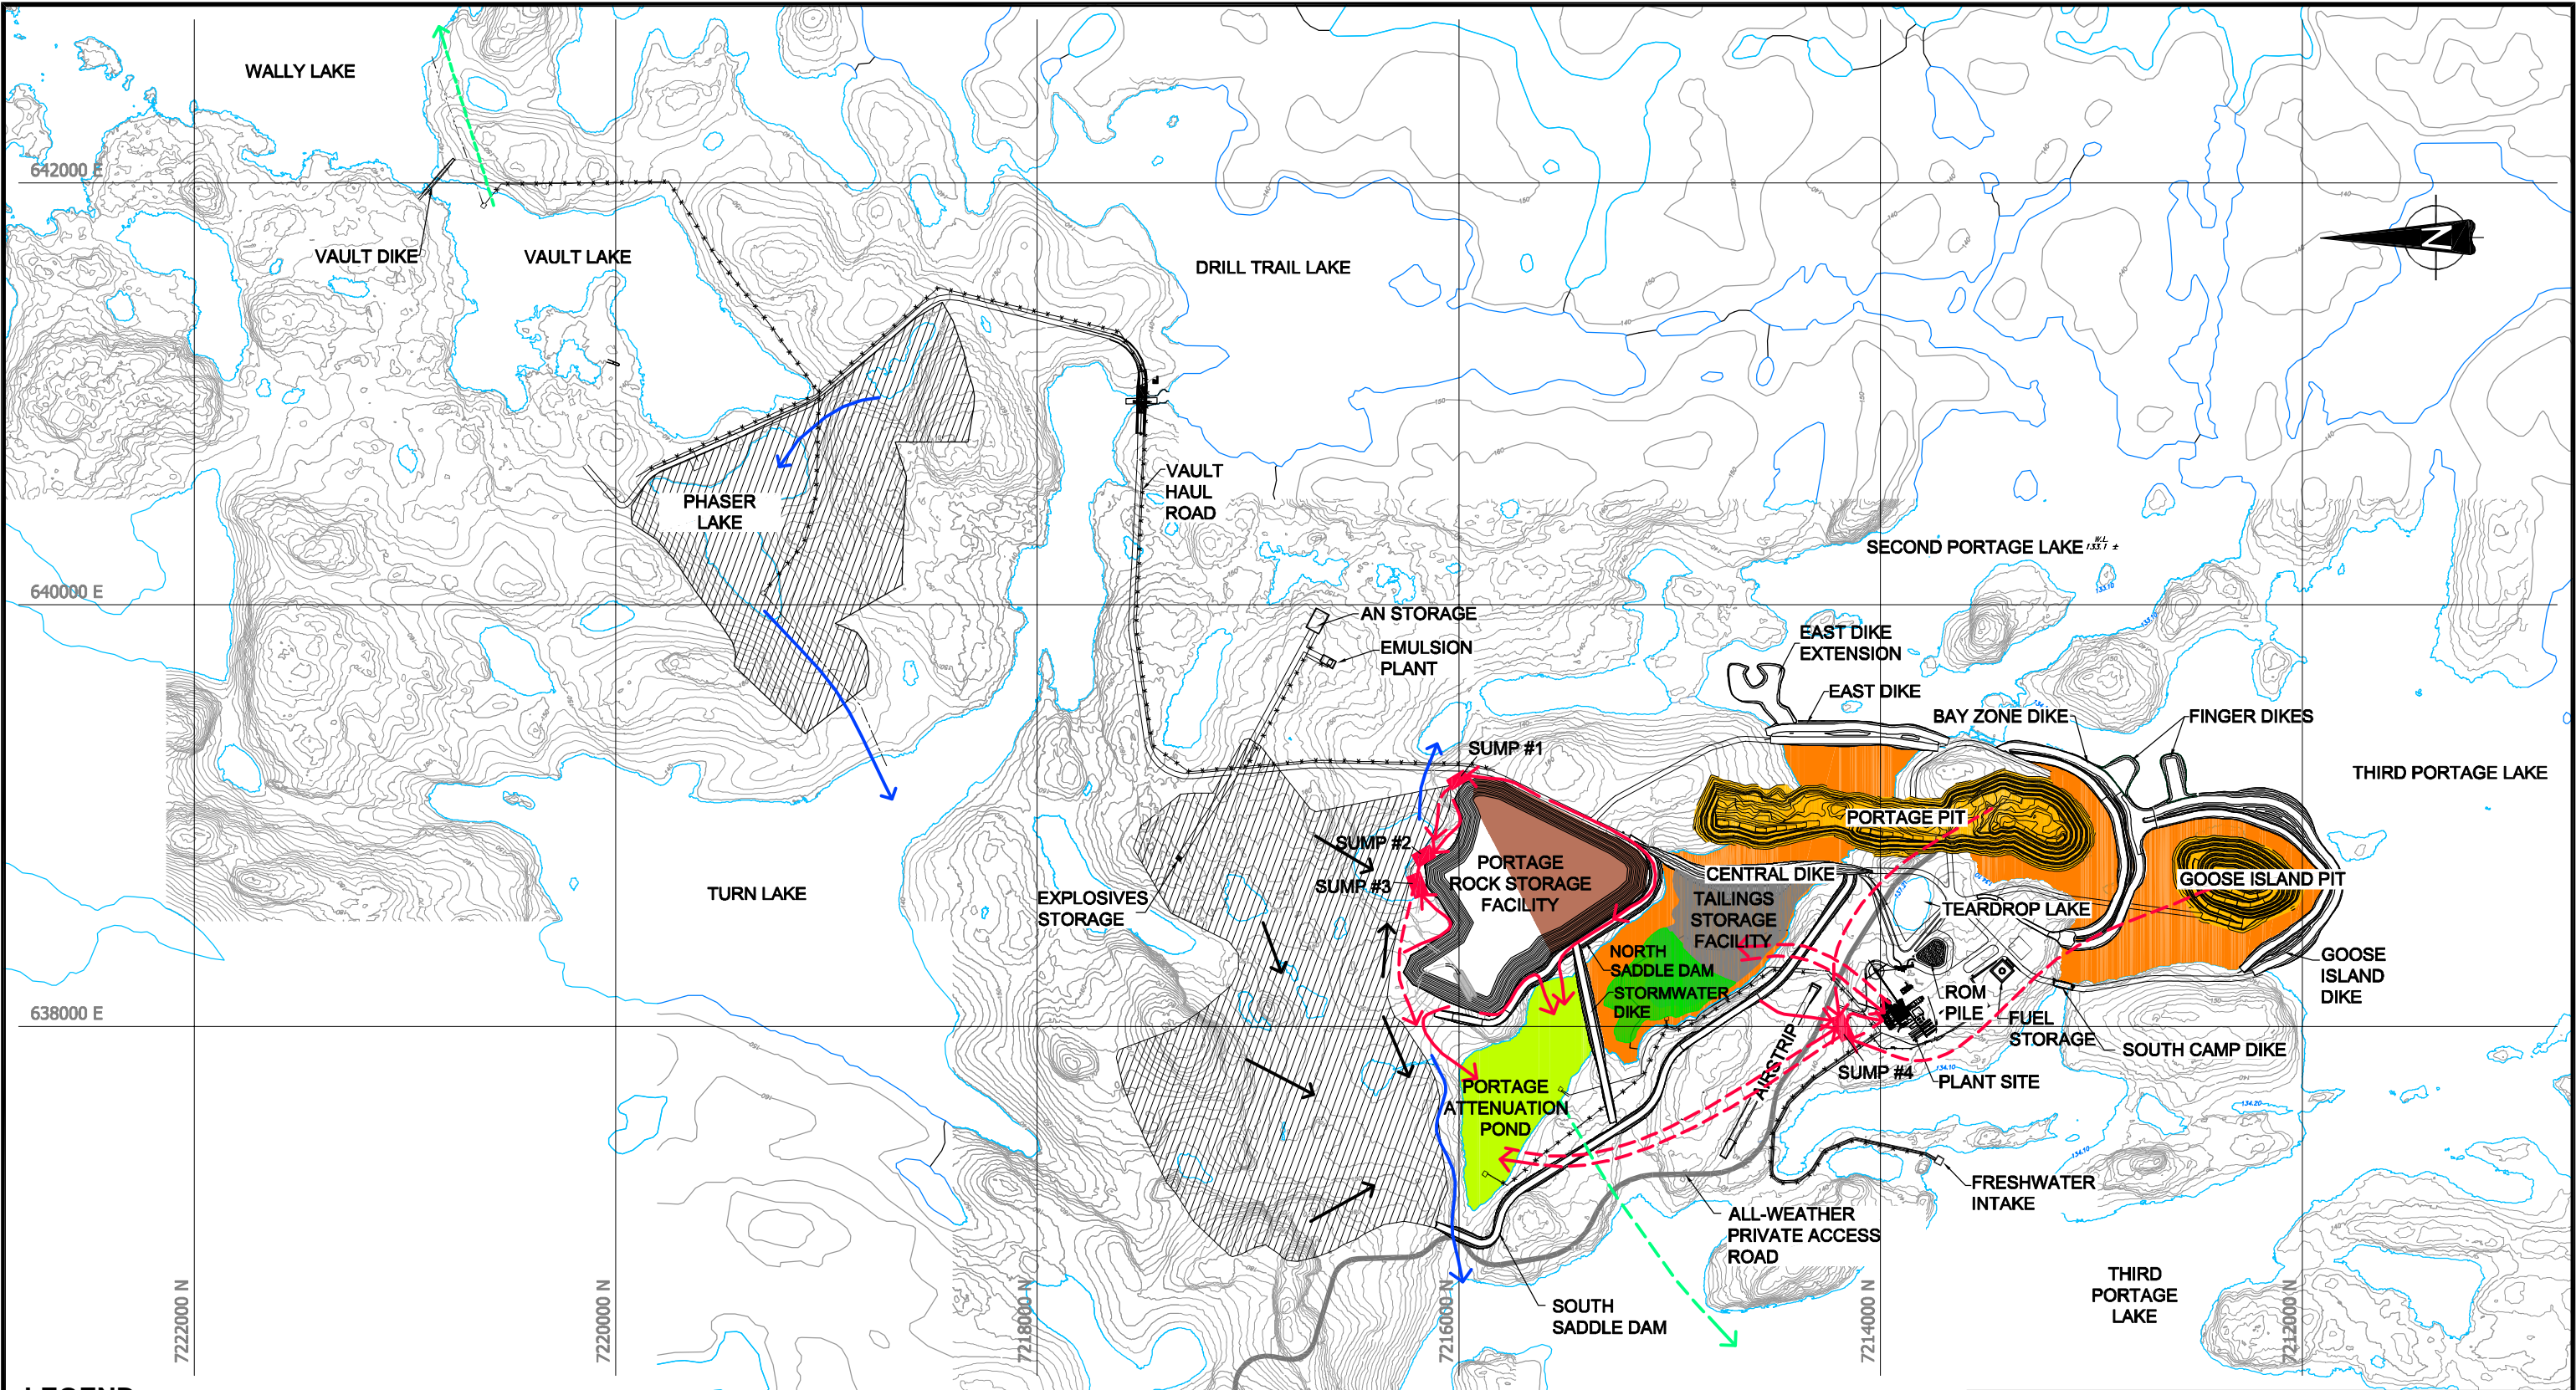 WALLY LAKE
642000 E
VAULT DIKE
VAULT LAKE
DRILL TRAIL LAKE
N
VAULT
HAUL
ROAD
PHASER
LAKE
SECOND PORTAGE LAKE
W.L.
133.1 ±
640000 E
AN STORAGE
EMULSION
PLANT
EAST DIKE
EXTENSION
EAST DIKE
BAY ZONE DIKE
FINGER DIKES
THIRD PORTAGE LAKE
SUMP #1
SUMP #2
SUMP #3
PORTAGE PIT
PORTAGE
ROCK STORAGE
FACILITY
CENTRAL DIKE
GOOSE ISLAND PIT
TURN LAKE
EXPLOSIVES
STORAGE
TAILINGS
STORAGE
FACILITY
TEARDROP LAKE
NORTH
SADDLE DAM
STORMWATER
DIKE
GOOSE
ISLAND
DIKE
ROM
PILE
638000 E
FUEL
STORAGE
SOUTH CAMP DIKE
AIRSTRIP
SUMP #4
PLANT SITE
PORTAGE
ATTENUATION
POND
FRESHWATER
INTAKE
ALL-WEATHER
PRIVATE ACCESS
ROAD
THIRD
PORTAGE
LAKE
SOUTH
SADDLE DAM
7222000 N
7220000 N
7218000 N
7216000 N
7214000 N
7212000 N
LEGEND